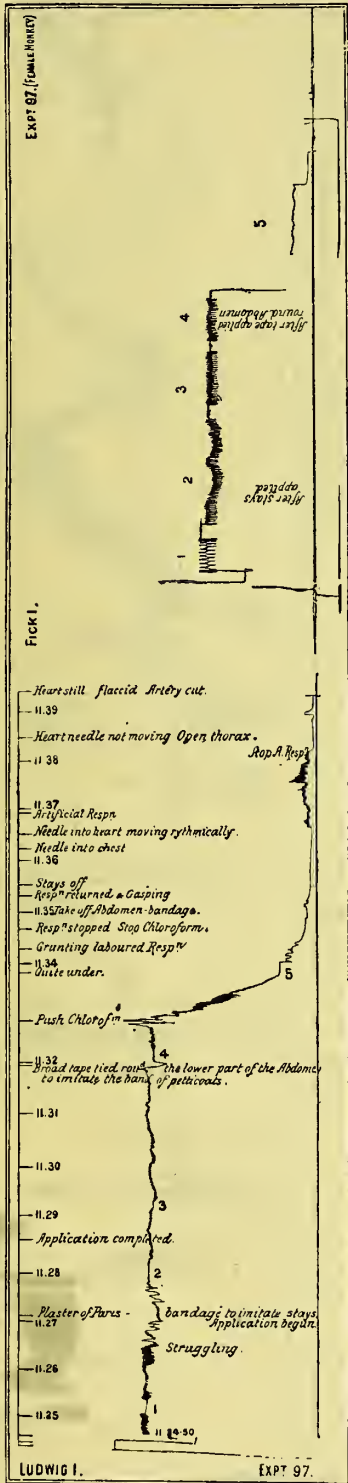 EXPT 97. (FEMALE MONKEY)
FICK I.
1
2
3
4
5
After stays
applied
After tape applied
round Abdomen
Heart still flaccid Artery cut.
11.39
Heart needle not moving Open thorax.
11.38
Stop A. Respn
11.37
Artificial Respn
Needle into heart moving rythmically.
Needle into chest
11.36
Stays off
Respn returned & Gasping
11.35 Take off Abdomen-bandage.
Respn stopped Stop Chloroform.
Grunting laboured Respn
11.34
Quite under.
5
Push Chlorofm
4
11.32
Broad tape tied round the lower part of the Abdomen
to imitate the band of petticoats.
11.31
11.30
3
11.29
Application completed.
11.28
2
Plaster of Paris - bandage to imitate stays
11.27
Application begun
Struggling.
11.26
1
11.25
11 24·50
LUDWIG I.
EXPT 97.